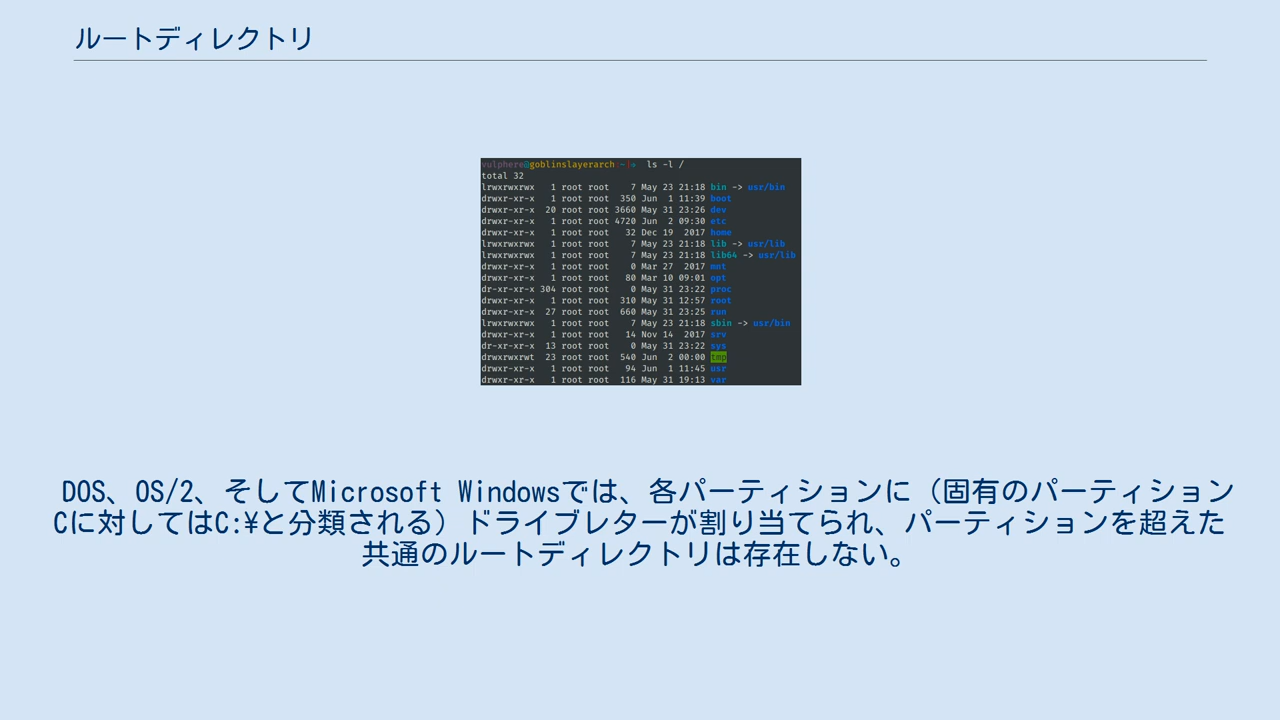 ルートディレクトリ
vulphere@goblinslayerarch:~|⇒  ls -l /
total 32
lrwxrwxrwx   1 root root    7 May 23 21:18 bin -> usr/bin
drwxr-xr-x   1 root root  350 Jun  1 11:39 boot
drwxr-xr-x  20 root root 3660 May 31 23:26 dev
drwxr-xr-x   1 root root 4720 Jun  2 09:30 etc
drwxr-xr-x   1 root root   32 Dec 19  2017 home
lrwxrwxrwx   1 root root    7 May 23 21:18 lib -> usr/lib
lrwxrwxrwx   1 root root    7 May 23 21:18 lib64 -> usr/lib
drwxr-xr-x   1 root root    0 Mar 27  2017 mnt
drwxr-xr-x   1 root root   80 Mar 10 09:01 opt
dr-xr-xr-x 304 root root    0 May 31 23:22 proc
drwxr-xr-x   1 root root  310 May 31 12:57 root
drwxr-xr-x  27 root root  660 May 31 23:25 run
lrwxrwxrwx   1 root root    7 May 23 21:18 sbin -> usr/bin
drwxr-xr-x   1 root root   14 Nov 14  2017 srv
dr-xr-xr-x  13 root root    0 May 31 23:22 sys
drwxrwxrwt  23 root root  540 Jun  2 00:00 tmp
drwxr-xr-x   1 root root   94 Jun  1 11:45 usr
drwxr-xr-x   1 root root  116 May 31 19:13 var
DOS、OS/2、そしてMicrosoft Windowsでは、各パーティションに（固有のパーティション
Cに対してはC:¥と分類される）ドライブレターが割り当てられ、パーティションを超えた
共通のルートディレクトリは存在しない。